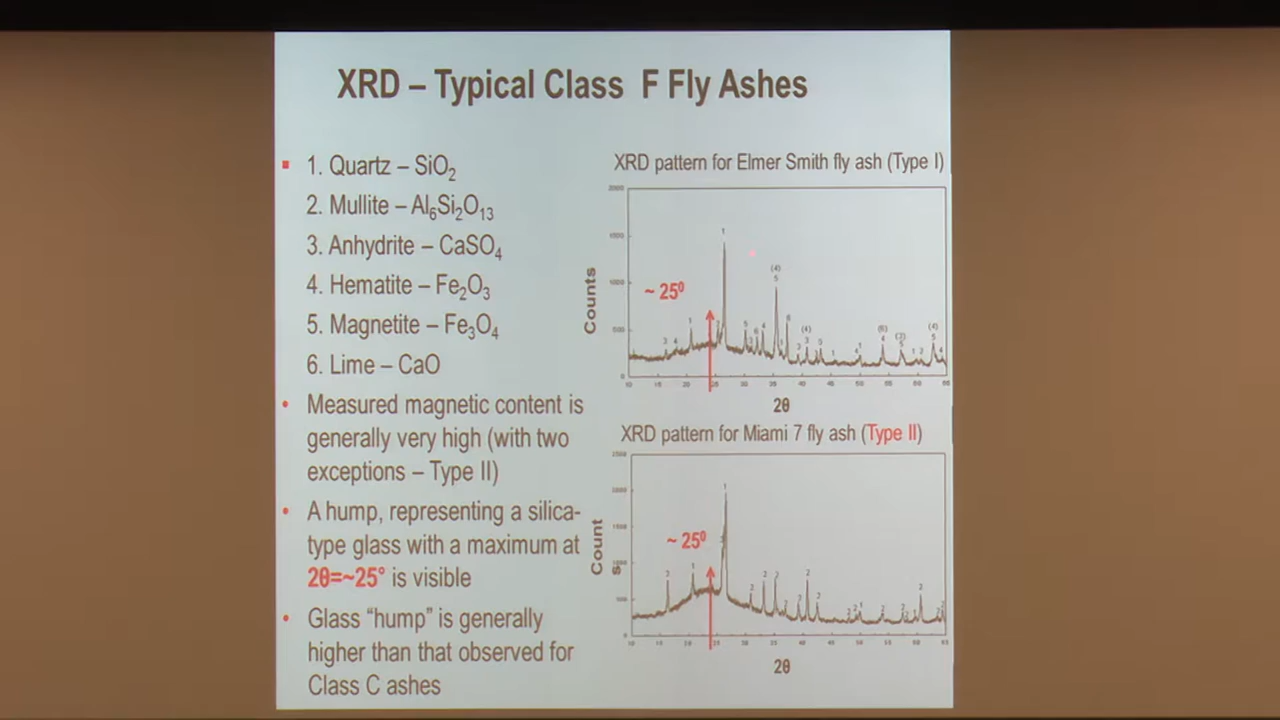 XRD – Typical Class F Fly Ashes
1. Quartz – SiO₂
2. Mullite – Al₆Si₂O₁₃
3. Anhydrite – CaSO₄
4. Hematite – Fe₂O₃
5. Magnetite – Fe₃O₄
6. Lime – CaO
Measured magnetic content is
generally very high (with two
exceptions – Type II)
A hump, representing a silica-
type glass with a maximum at
2θ=~25° is visible
Glass “hump” is generally
higher than that observed for
Class C ashes
XRD pattern for Elmer Smith fly ash (Type I)
Counts
~ 25⁰
2θ
XRD pattern for Miami 7 fly ash (Type II)
Count
s
~ 25⁰
2θ